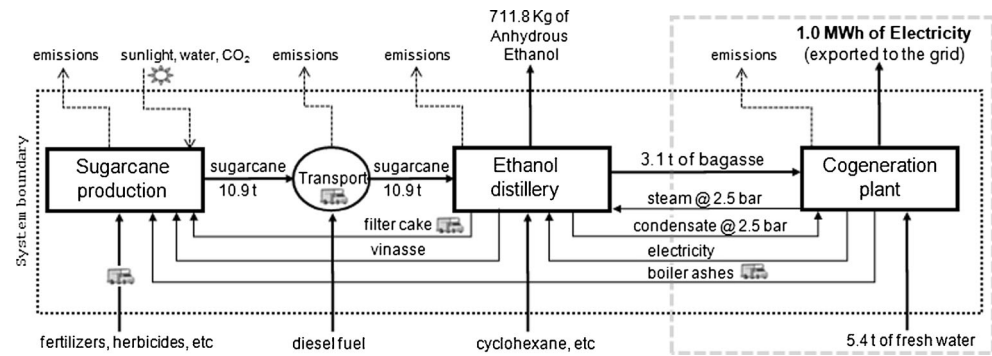 711.8 Kg of
Anhydrous
Ethanol
1.0 MWh of Electricity
(exported to the grid)
emissions
sunlight, water, CO₂
emissions
emissions
emissions
System boundary
Sugarcane
production
sugarcane
10.9 t
Transport
sugarcane
10.9 t
Ethanol
distillery
3.1 t of bagasse
Cogeneration
plant
steam @ 2.5 bar
filter cake
condensate @ 2.5 bar
vinasse
electricity
boiler ashes
fertilizers, herbicides, etc
diesel fuel
cyclohexane, etc
5.4 t of fresh water